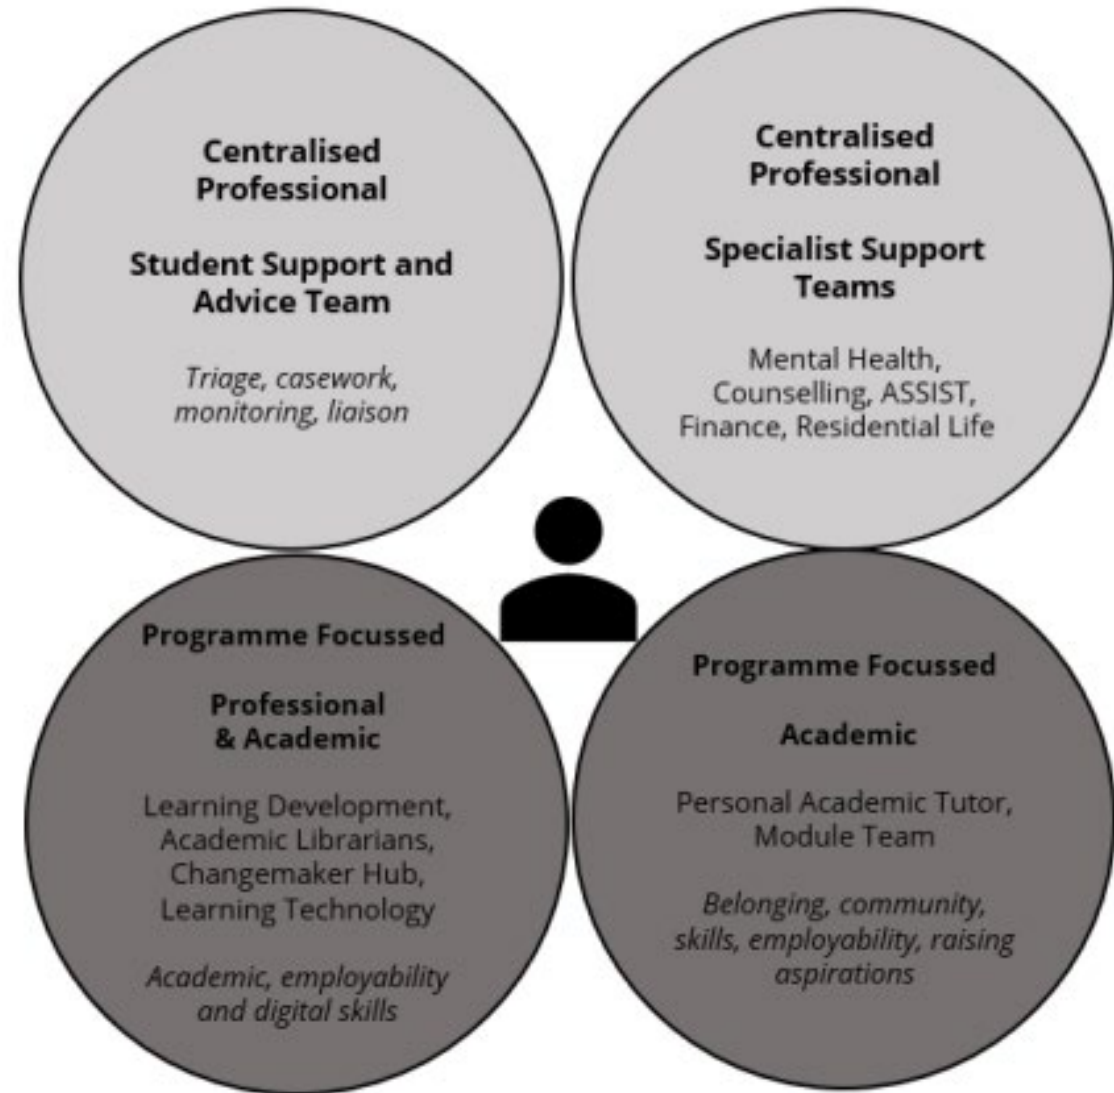 Centralised
Professional
Student Support and
Advice Team
Triage, casework,
monitoring, liaison
Centralised
Professional
Specialist Support
Teams
Mental Health,
Counselling, ASSIST,
Finance, Residential Life
Programme Focussed
Professional
& Academic
Learning Development,
Academic Librarians,
Changemaker Hub,
Learning Technology
Academic, employability
and digital skills
Programme Focussed
Academic
Personal Academic Tutor,
Module Team
Belonging, community,
skills, employability, raising
aspirations